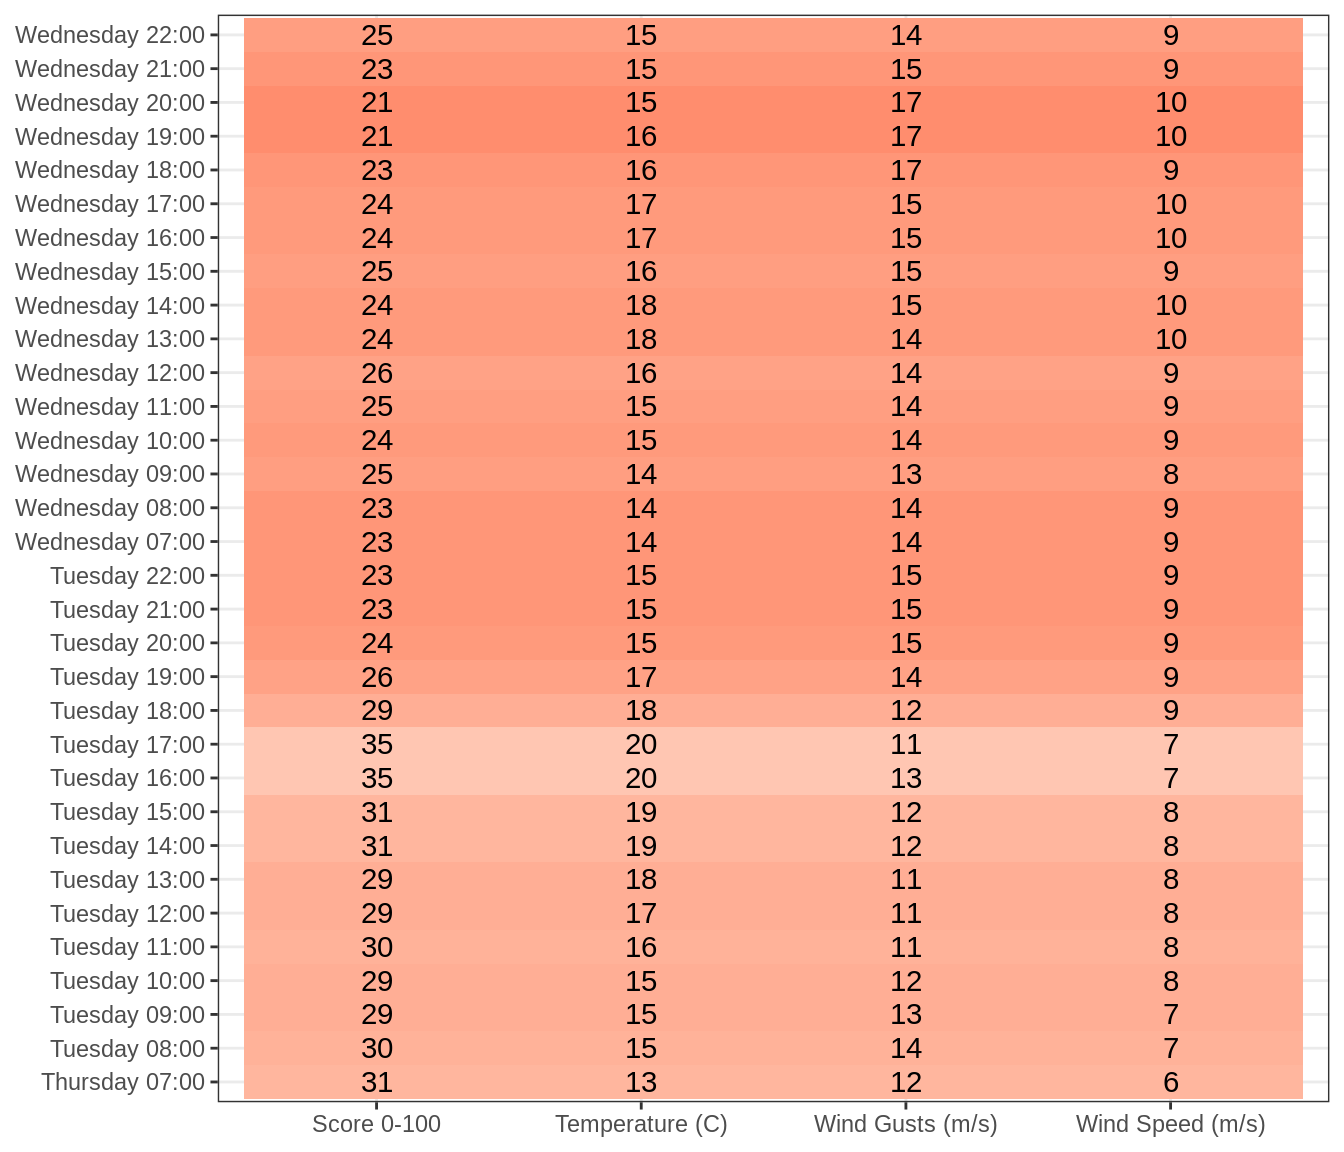 Wednesday 22:00 25 15 14 9
Wednesday 21:00 23 15 15 9
Wednesday 20:00 21 15 17 10
Wednesday 19:00 21 16 17 10
Wednesday 18:00 23 16 17 9
Wednesday 17:00 24 17 15 10
Wednesday 16:00 24 17 15 10
Wednesday 15:00 25 16 15 9
Wednesday 14:00 24 18 15 10
Wednesday 13:00 24 18 14 10
Wednesday 12:00 26 16 14 9
Wednesday 11:00 25 15 14 9
Wednesday 10:00 24 15 14 9
Wednesday 09:00 25 14 13 8
Wednesday 08:00 23 14 14 9
Wednesday 07:00 23 14 14 9
Tuesday 22:00 23 15 15 9
Tuesday 21:00 23 15 15 9
Tuesday 20:00 24 15 15 9
Tuesday 19:00 26 17 14 9
Tuesday 18:00 29 18 12 9
Tuesday 17:00 35 20 11 7
Tuesday 16:00 35 20 13 7
Tuesday 15:00 31 19 12 8
Tuesday 14:00 31 19 12 8
Tuesday 13:00 29 18 11 8
Tuesday 12:00 29 17 11 8
Tuesday 11:00 30 16 11 8
Tuesday 10:00 29 15 12 8
Tuesday 09:00 29 15 13 7
Tuesday 08:00 30 15 14 7
Thursday 07:00 31 13 12 6
Score 0-100 Temperature (C) Wind Gusts (m/s) Wind Speed (m/s)